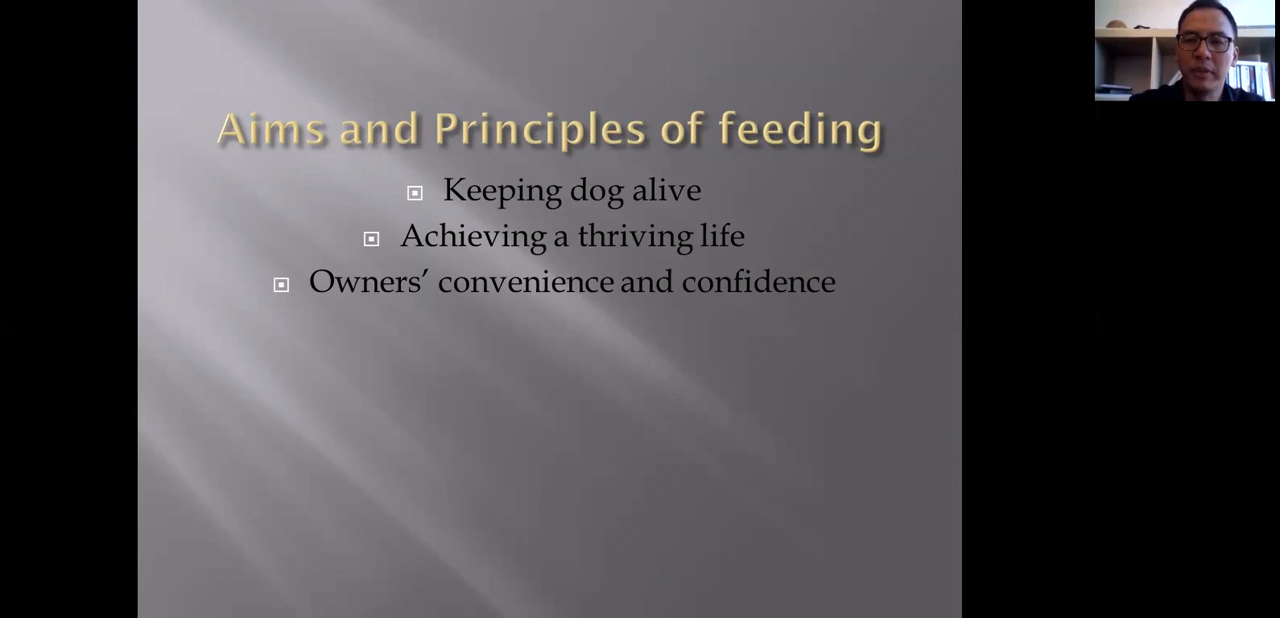 Aims and Principles of feeding
Keeping dog alive
Achieving a thriving life
Owners’ convenience and confidence